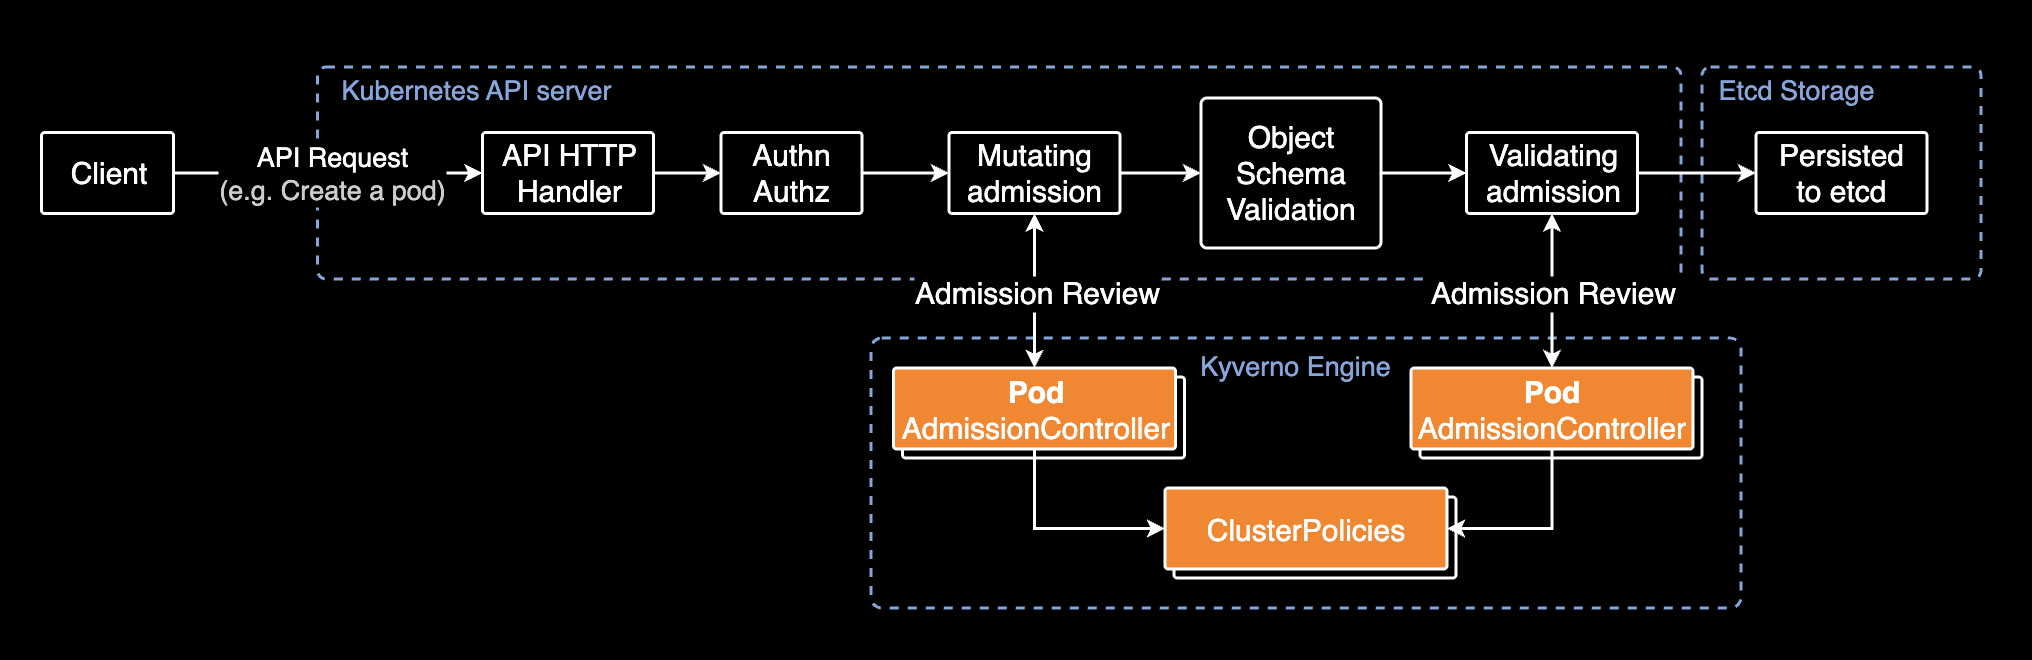 Kubernetes API server
Etcd Storage
Client
API Request
(e.g. Create a pod)
API HTTP
Handler
Authn
Authz
Mutating
admission
Object
Schema
Validation
Validating
admission
Persisted
to etcd
Admission Review
Admission Review
Kyverno Engine
Pod
AdmissionController
Pod
AdmissionController
ClusterPolicies